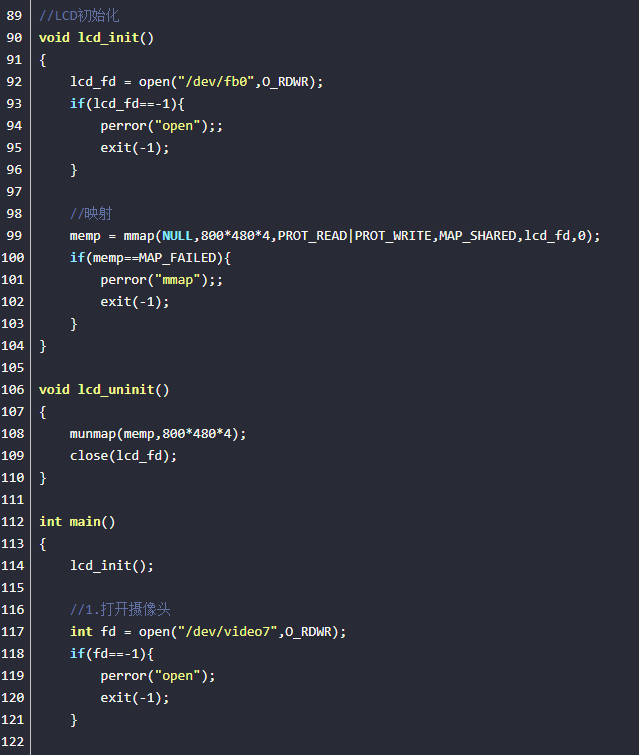 89 //LCD初始化
90 void lcd_init()
91 {
92     lcd_fd = open("/dev/fb0",O_RDWR);
93     if(lcd_fd==-1){
94         perror("open");;
95         exit(-1);
96     }
97
98     //映射
99     memp = mmap(NULL,800*480*4,PROT_READ|PROT_WRITE,MAP_SHARED,lcd_fd,0);
100     if(memp==MAP_FAILED){
101         perror("mmap");;
102         exit(-1);
103     }
104 }
105
106 void lcd_uninit()
107 {
108     munmap(memp,800*480*4);
109     close(lcd_fd);
110 }
111
112 int main()
113 {
114     lcd_init();
115
116     //1.打开摄像头
117     int fd = open("/dev/video7",O_RDWR);
118     if(fd==-1){
119         perror("open");
120         exit(-1);
121     }
122